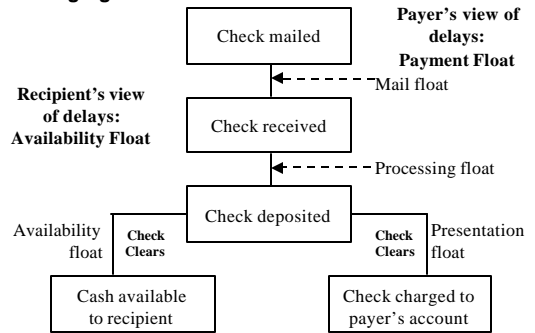 Payer's view of
delays:
Payment Float
Check mailed
Mail float
Recipient's view
of delays:
Availability Float
Check received
Processing float
Check deposited
Availability
float
Check
Clears
Check
Clears
Presentation
float
Cash available
to recipient
Check charged to
payer's account